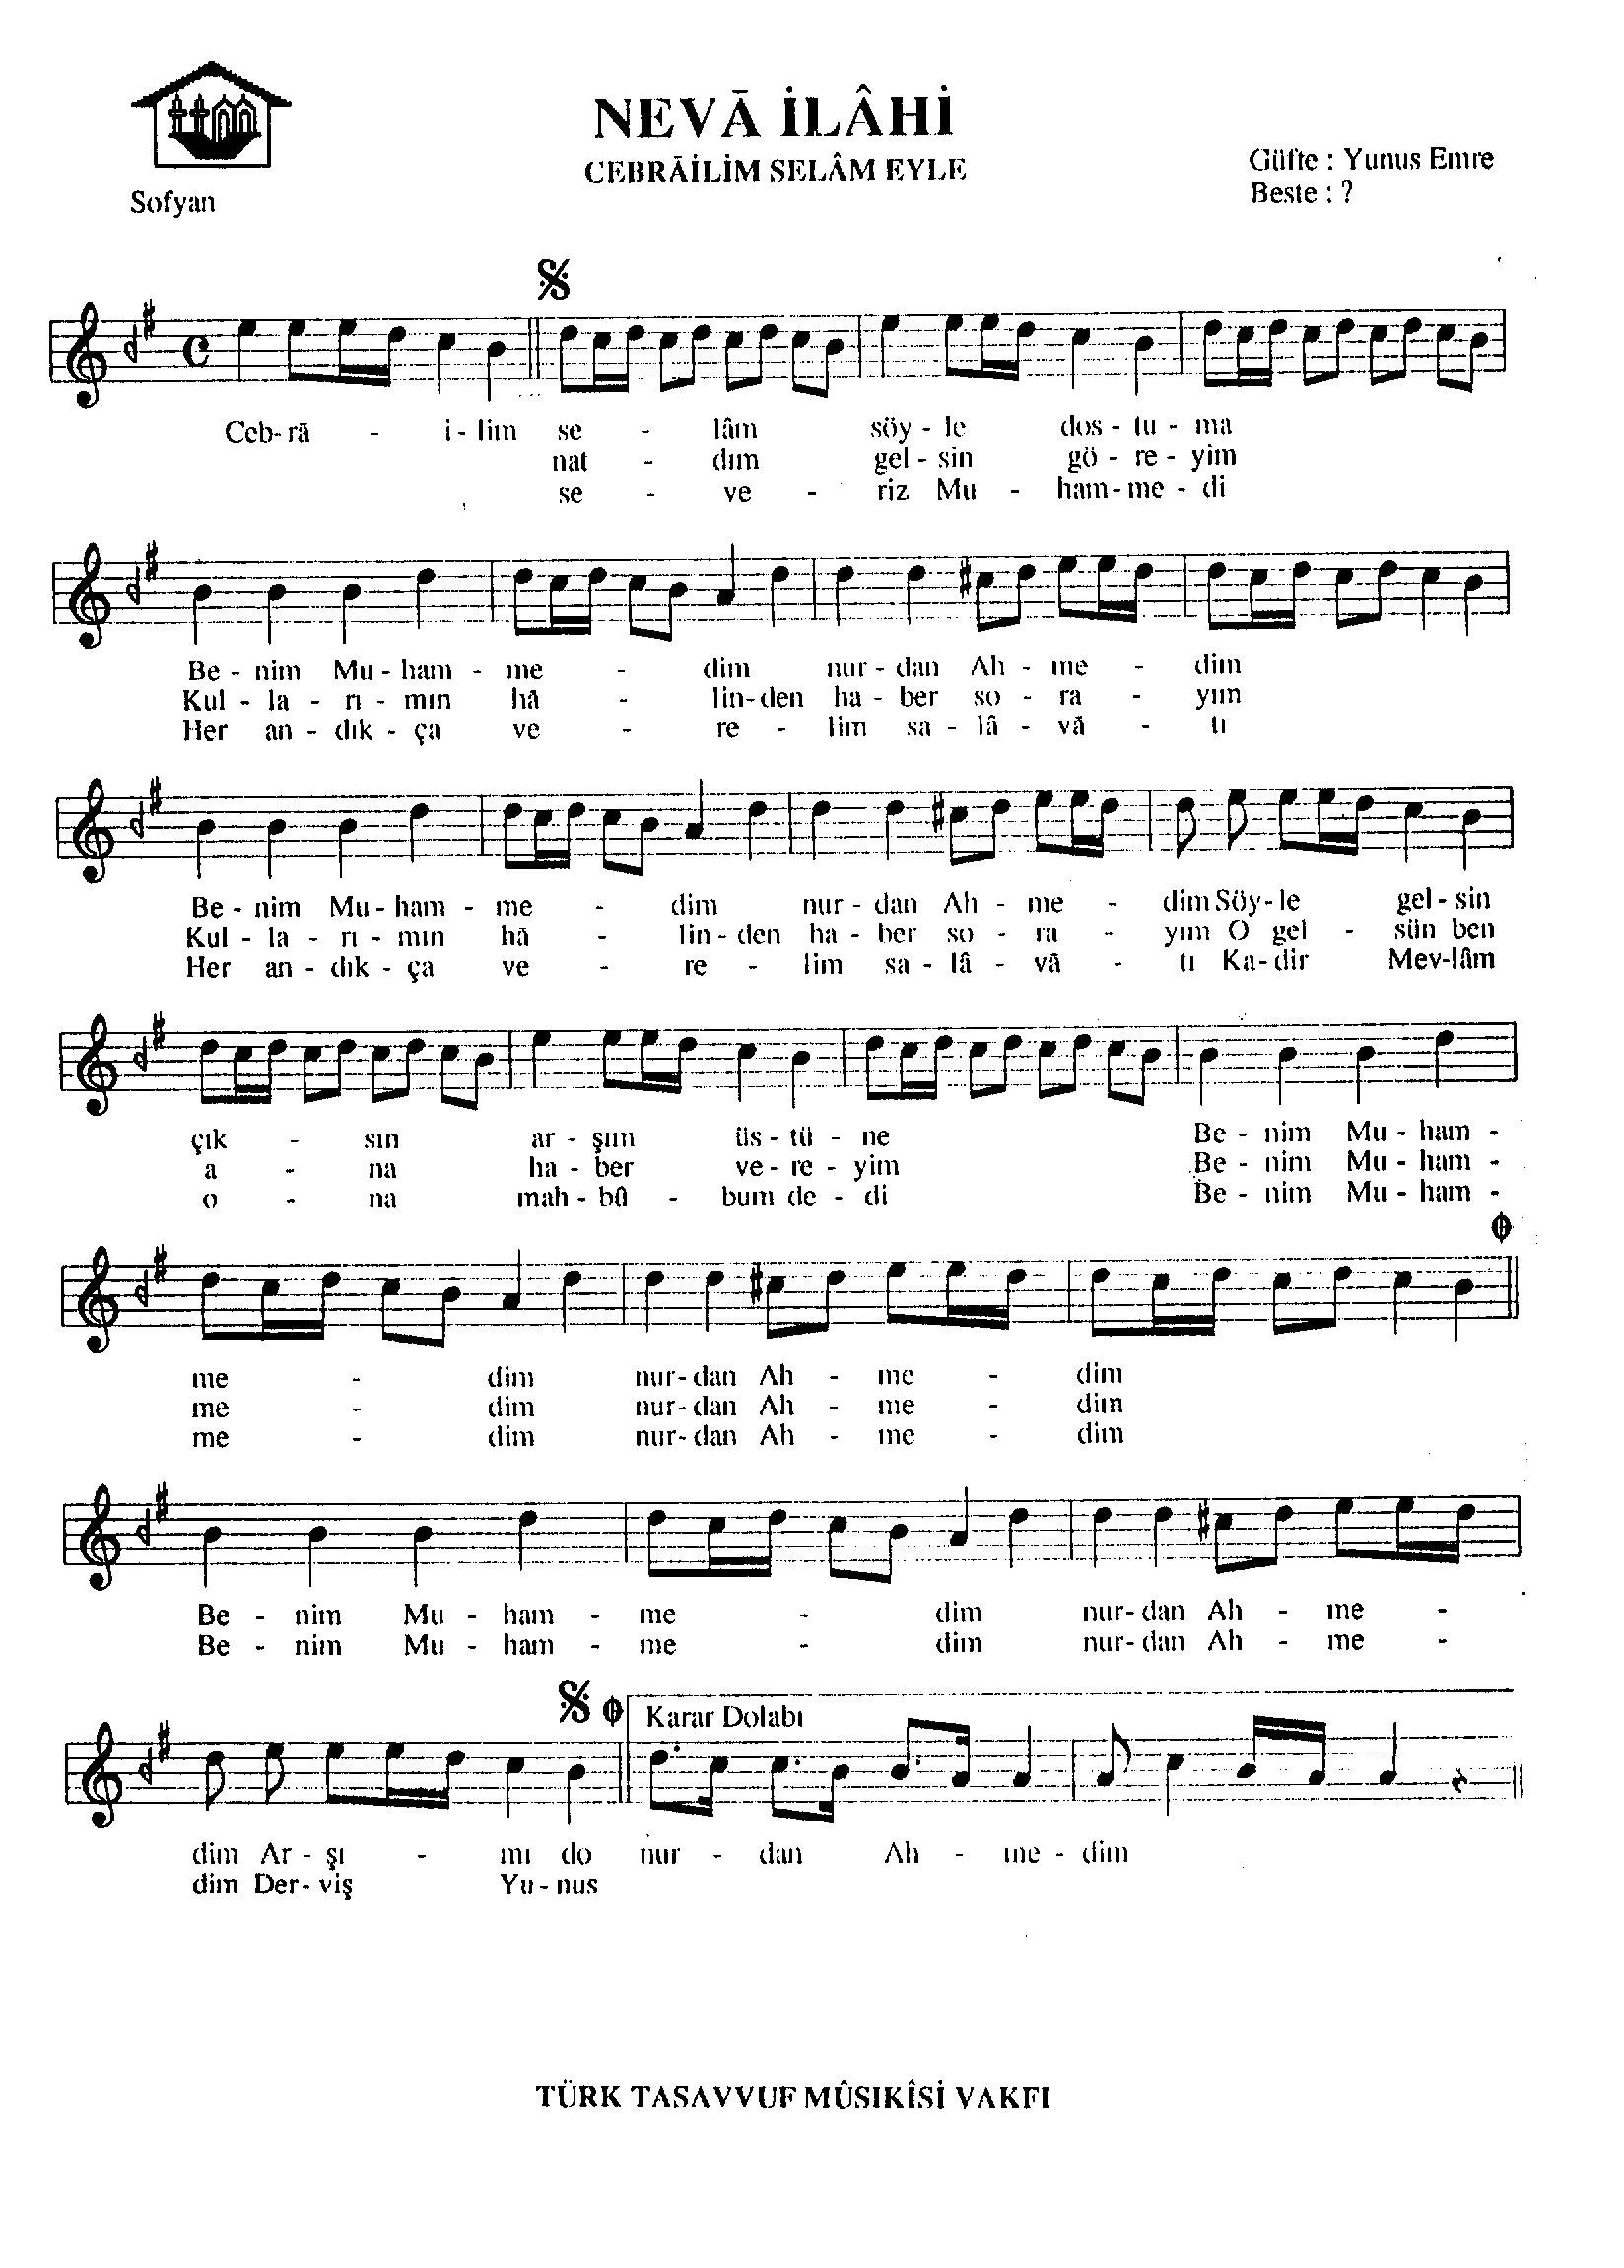 NEVĀ İLÂHİ
CEBRĀİLİM SELÂM EYLE
Güfte : Yunus Emre
Beste : ?
Sofyan
Ceb-rā - i-lim se - lâm söy-le dos-tu-ma
nat - dım gel-sin gö-re-yim
se - ve - riz Mu - ham-me-di
Be-nim Mu-ham-me - dim nur-dan Ah-me - dim
Kul-la-rı-mın hā - lin-den ha-ber so-ra - yım
Her an-dık-ça ve - re - lim sa-lâ-vā - tı
Be-nim Mu-ham-me - dim nur-dan Ah-me - dim Söy-le gel-sin
Kul-la-rı-mın hā - lin-den ha-ber so-ra - yım O gel - sün ben
Her an-dık-ça ve - re - lim sa-lâ-vā - tı Ka-dir Mev-lâm
çık - sın ar-şım üs-tü-ne Be-nim Mu-ham-
a - na ha-ber ve-re-yim Be-nim Mu-ham-
o - na mah-bû - bum de-di Be-nim Mu-ham-
me - dim nur-dan Ah - me - dim
me - dim nur-dan Ah - me - dim
me - dim nur-dan Ah - me - dim
Be-nim Mu-ham-me - dim nur-dan Ah - me -
Be-nim Mu-ham-me - dim nur-dan Ah - me -
Karar Dolabı
dim Ar-şı - mı do nur - dan Ah - me-dim
dim Der-viş Yu-nus
TÜRK TASAVVUF MÛSIKÎSİ VAKFI